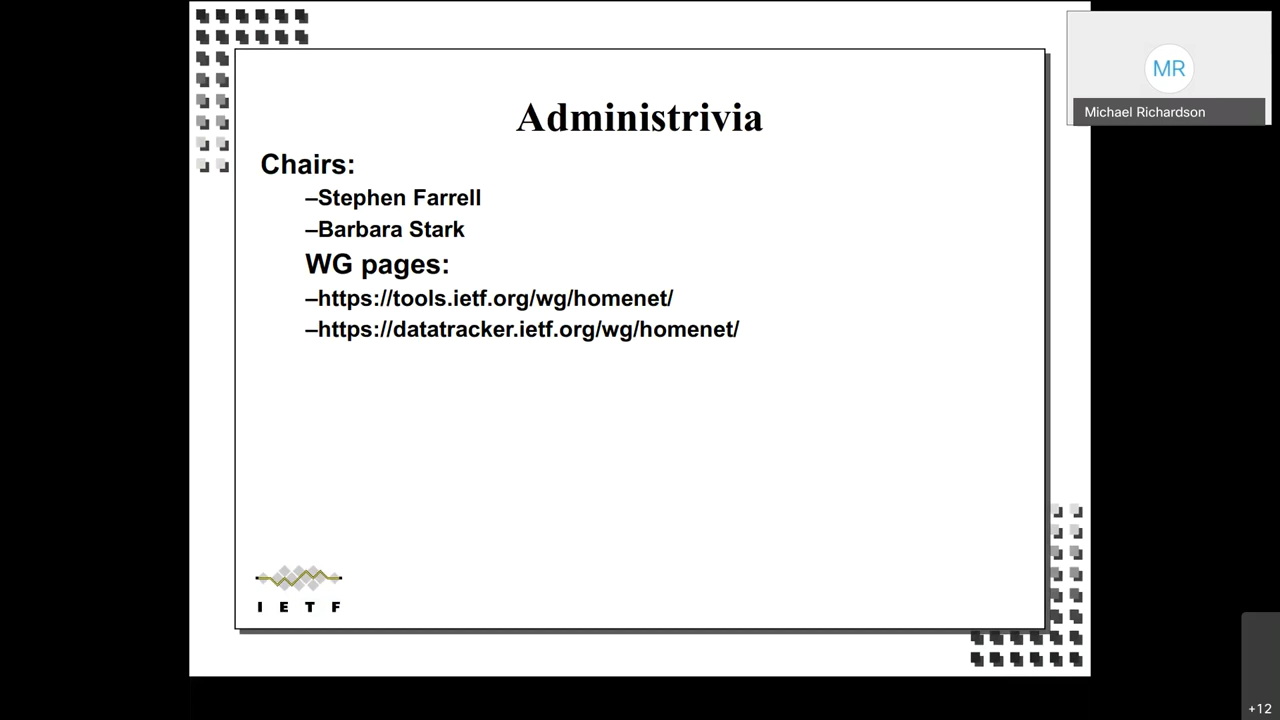 Administrivia
Chairs:
–Stephen Farrell
–Barbara Stark
WG pages:
–https://tools.ietf.org/wg/homenet/
–https://datatracker.ietf.org/wg/homenet/
I E T F
MR
Michael Richardson
+12